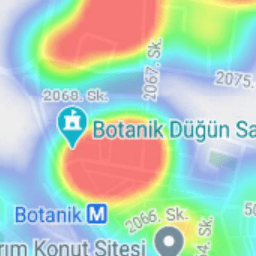 2067. Sk.
2075.
2068. Sk.
Botanik Düğün Sa
Botanik M
2066. Sk.
rım Konut Sitesi